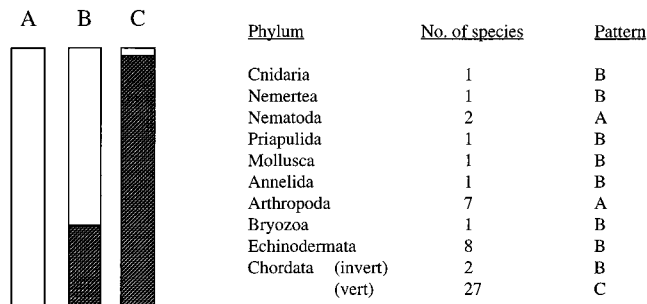 A B C
Phylum No. of species Pattern
Cnidaria 1 B
Nemertea 1 B
Nematoda 2 A
Priapulida 1 B
Mollusca 1 B
Annelida 1 B
Arthropoda 7 A
Bryozoa 1 B
Echinodermata 8 B
Chordata (invert) 2 B
(vert) 27 C